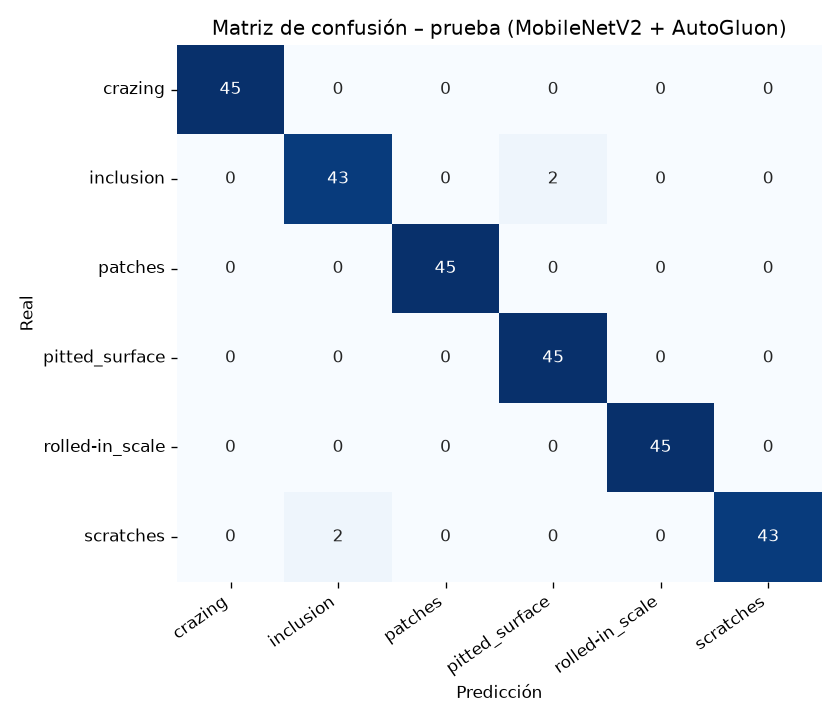 Matriz de confusión – prueba (MobileNetV2 + AutoGluon)
Real
crazing 45 0 0 0 0 0
inclusion 0 43 0 2 0 0
patches 0 0 45 0 0 0
pitted_surface 0 0 0 45 0 0
rolled-in_scale 0 0 0 0 45 0
scratches 0 2 0 0 0 43
crazing inclusion patches pitted_surface rolled-in_scale scratches
Predicción